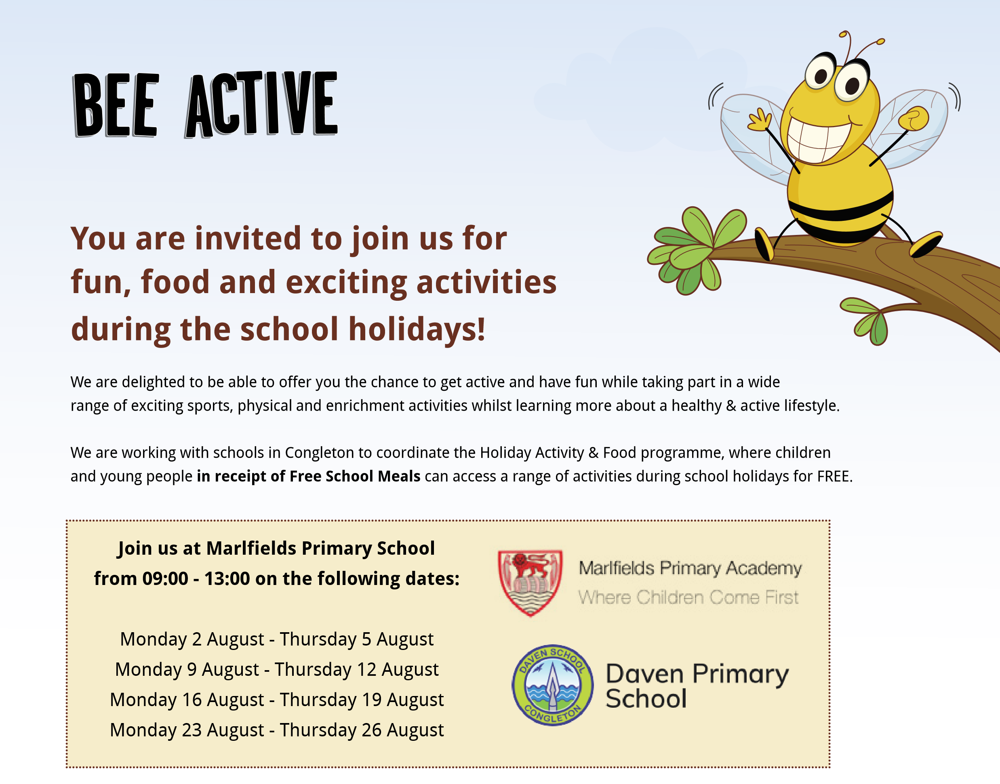 BEE ACTIVE
You are invited to join us for
fun, food and exciting activities
during the school holidays!
We are delighted to be able to offer you the chance to get active and have fun while taking part in a wide
range of exciting sports, physical and enrichment activities whilst learning more about a healthy & active lifestyle.
We are working with schools in Congleton to coordinate the Holiday Activity & Food programme, where children
and young people in receipt of Free School Meals can access a range of activities during school holidays for FREE.
Join us at Marlfields Primary School
from 09:00 - 13:00 on the following dates:
Monday 2 August - Thursday 5 August
Monday 9 August - Thursday 12 August
Monday 16 August - Thursday 19 August
Monday 23 August - Thursday 26 August
Marlfields Primary Academy
Where Children Come First
DAVEN SCHOOL
CONGLETON
Daven Primary
School